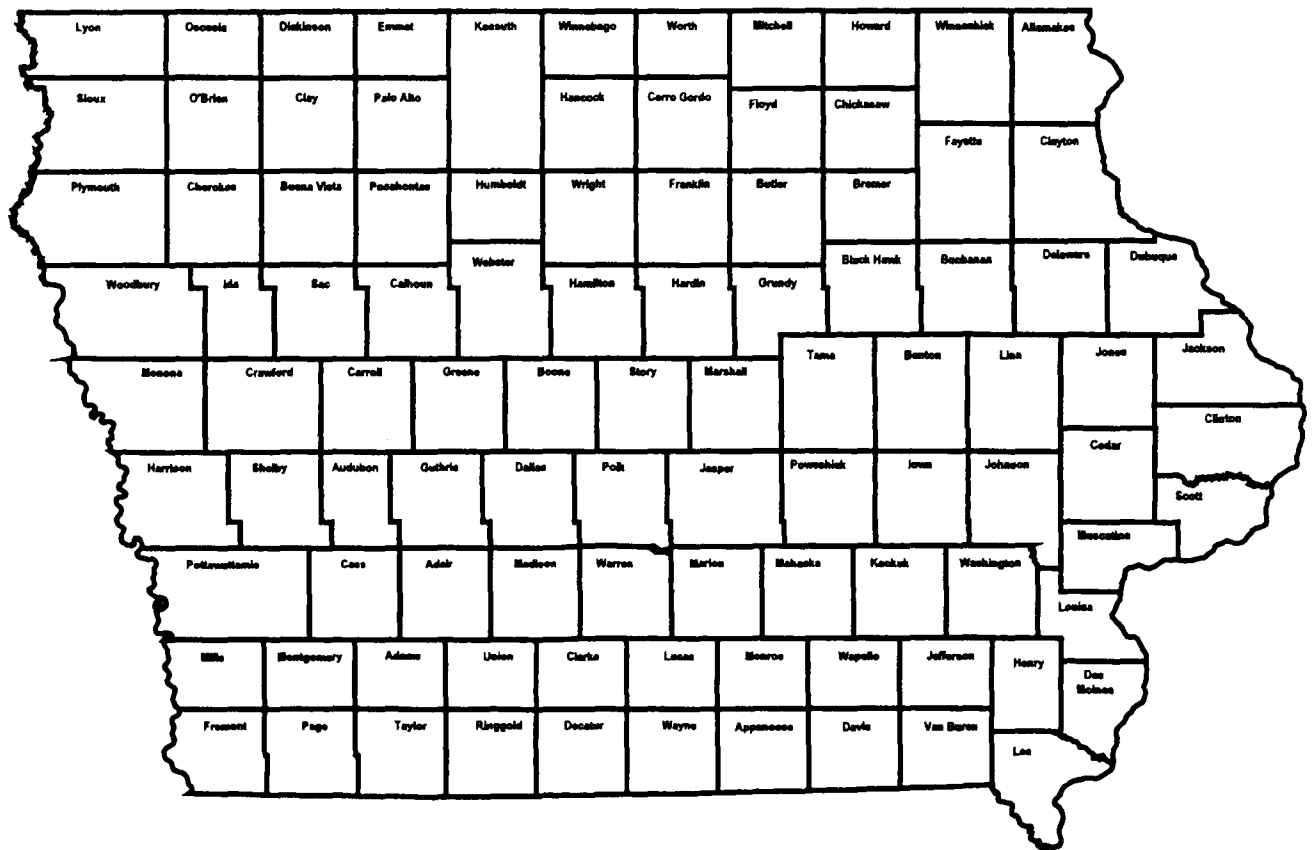 Lyon
Osceola
Dickinson
Emmet
Kossuth
Winnebago
Worth
Mitchell
Howard
Winneshiek
Allamakee
Sioux
O'Brien
Clay
Palo Alto
Hancock
Cerro Gordo
Floyd
Chickasaw
Fayette
Clayton
Plymouth
Cherokee
Buena Vista
Pocahontas
Humboldt
Wright
Franklin
Butler
Bremer
Woodbury
Ida
Sac
Calhoun
Webster
Hamilton
Hardin
Grundy
Black Hawk
Buchanan
Delaware
Dubuque
Monona
Crawford
Carroll
Greene
Boone
Story
Marshall
Tama
Benton
Linn
Jones
Jackson
Clinton
Cedar
Harrison
Shelby
Audubon
Guthrie
Dallas
Polk
Jasper
Poweshiek
Iowa
Johnson
Scott
Muscatine
Pottawattamie
Cass
Adair
Madison
Warren
Marion
Mahaska
Keokuk
Washington
Louisa
Mills
Montgomery
Adams
Union
Clarke
Lucas
Monroe
Wapello
Jefferson
Henry
Des
Moines
Fremont
Page
Taylor
Ringgold
Decatur
Wayne
Appanoose
Davis
Van Buren
Lee